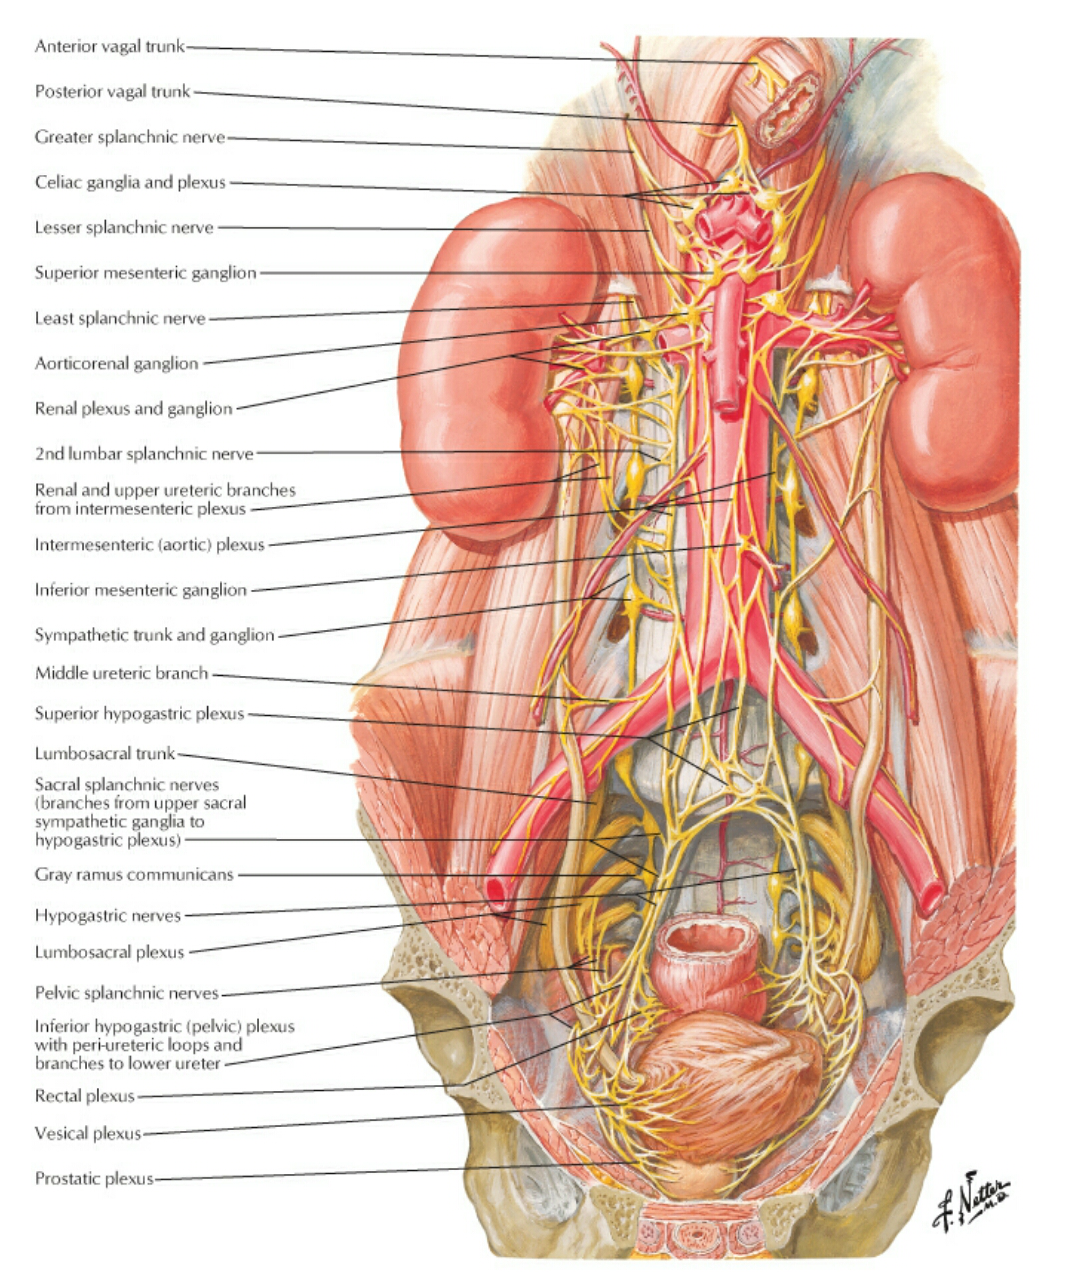 Anterior vagal trunk
Posterior vagal trunk
Greater splanchnic nerve
Celiac ganglia and plexus
Lesser splanchnic nerve
Superior mesenteric ganglion
Least splanchnic nerve
Aorticorenal ganglion
Renal plexus and ganglion
2nd lumbar splanchnic nerve
Renal and upper ureteric branches
from intermesenteric plexus
Intermesenteric (aortic) plexus
Inferior mesenteric ganglion
Sympathetic trunk and ganglion
Middle ureteric branch
Superior hypogastric plexus
Lumbosacral trunk
Sacral splanchnic nerves
(branches from upper sacral
sympathetic ganglia to
hypogastric plexus)
Gray ramus communicans
Hypogastric nerves
Lumbosacral plexus
Pelvic splanchnic nerves
Inferior hypogastric (pelvic) plexus
with peri-ureteric loops and
branches to lower ureter
Rectal plexus
Vesical plexus
Prostatic plexus
F. Netter
M.D.